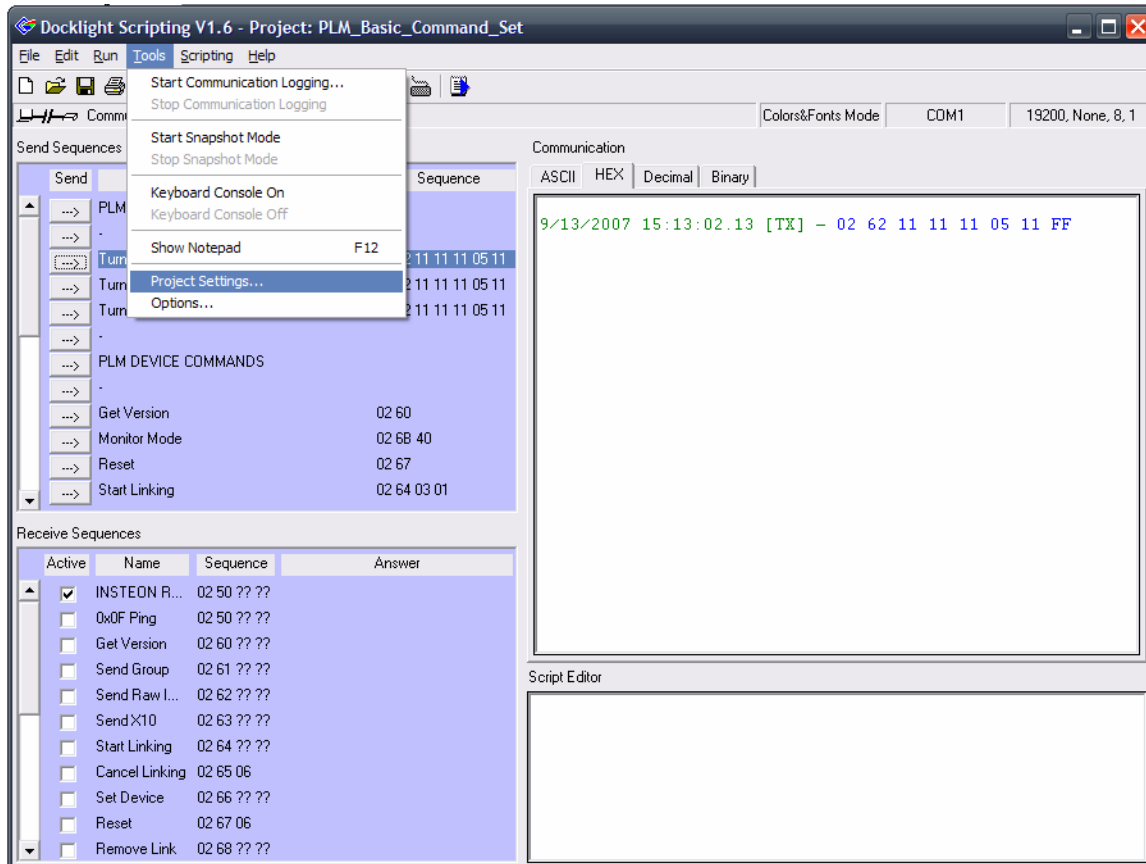 Docklight Scripting V1.6 - Project: PLM_Basic_Command_Set
File Edit Run Tools Scripting Help
Start Communication Logging...
Stop Communication Logging
Start Snapshot Mode
Stop Snapshot Mode
Keyboard Console On
Keyboard Console Off
Show Notepad F12
Project Settings...
Options...
Colors&Fonts Mode COM1 19200, None, 8, 1
Send Sequences
Send Sequence
---> PLM
---> -
---> Turn 2 11 11 11 05 11
---> Turn 2 11 11 11 05 11
---> Turn 2 11 11 11 05 11
---> -
---> PLM DEVICE COMMANDS
---> -
---> Get Version 02 60
---> Monitor Mode 02 6B 40
---> Reset 02 67
---> Start Linking 02 64 03 01
Receive Sequences
Active Name Sequence Answer
INSTEON R... 02 50 ?? ??
0x0F Ping 02 50 ?? ??
Get Version 02 60 ?? ??
Send Group 02 61 ?? ??
Send Raw I... 02 62 ?? ??
Send X10 02 63 ?? ??
Start Linking 02 64 ?? ??
Cancel Linking 02 65 06
Set Device 02 66 ?? ??
Reset 02 67 06
Remove Link 02 68 ?? ??
Communication
ASCII HEX Decimal Binary
9/13/2007 15:13:02.13 [TX] - 02 62 11 11 11 05 11 FF
Script Editor